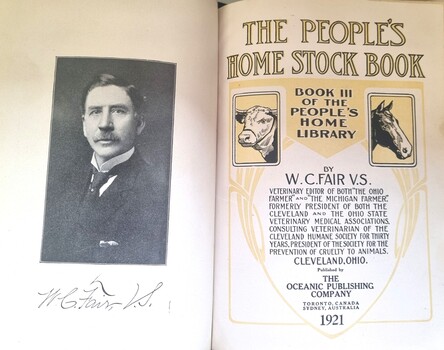 W.C. Fair, V.S.
THE PEOPLE'S
HOME STOCK BOOK
BOOK III
OF THE
PEOPLE'S
HOME
LIBRARY
BY
W.C.FAIR V.S.
VETERINARY EDITOR OF BOTH "THE OHIO
FARMER" AND "THE MICHIGAN FARMER",
FORMERLY PRESIDENT OF BOTH THE
CLEVELAND AND THE OHIO STATE
VETERINARY MEDICAL ASSOCIATIONS,
CONSULTING VETERINARIAN OF THE
CLEVELAND HUMANE SOCIETY FOR THIRTY
YEARS, PRESIDENT OF THE SOCIETY FOR THE
PREVENTION OF CRUELTY TO ANIMALS.
CLEVELAND, OHIO.
Published by
THE
OCEANIC PUBLISHING
COMPANY
TORONTO, CANADA
SYDNEY, AUSTRALIA
1921